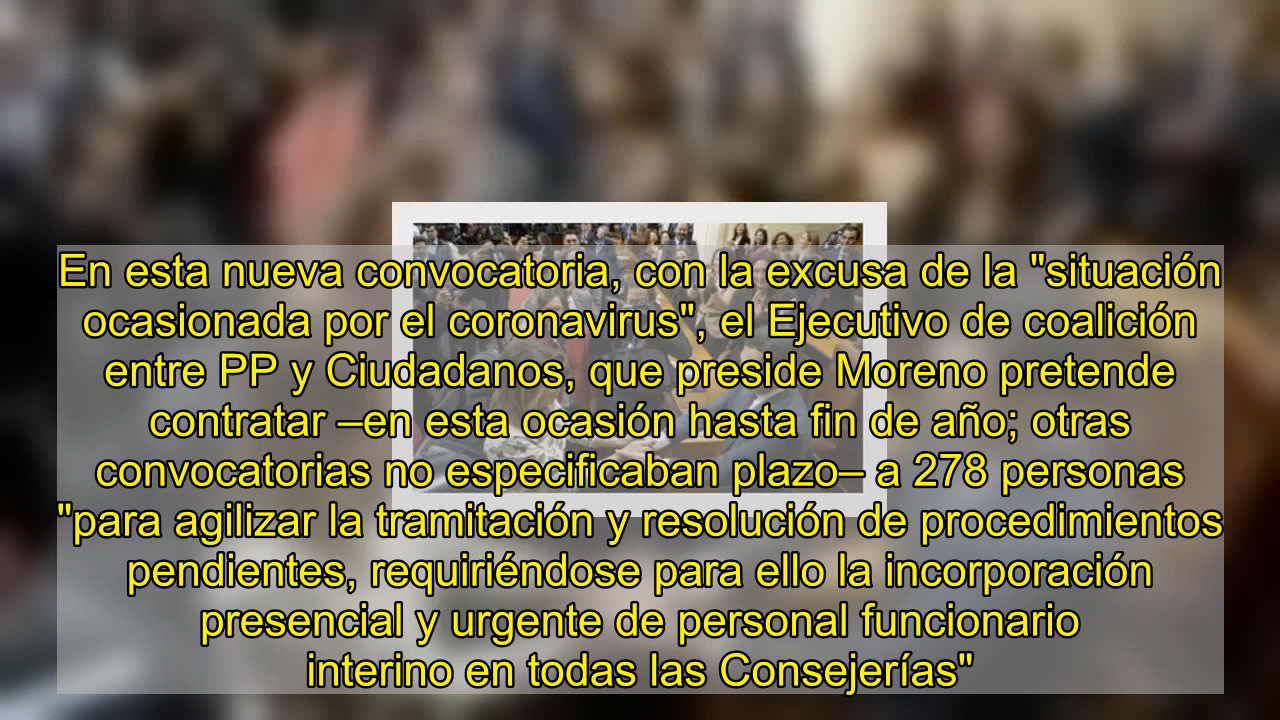 En esta nueva convocatoria, con la excusa de la "situación
ocasionada por el coronavirus", el Ejecutivo de coalición
entre PP y Ciudadanos, que preside Moreno pretende
contratar –en esta ocasión hasta fin de año; otras
convocatorias no especificaban plazo– a 278 personas
"para agilizar la tramitación y resolución de procedimientos
pendientes, requiriéndose para ello la incorporación
presencial y urgente de personal funcionario
interino en todas las Consejerías"